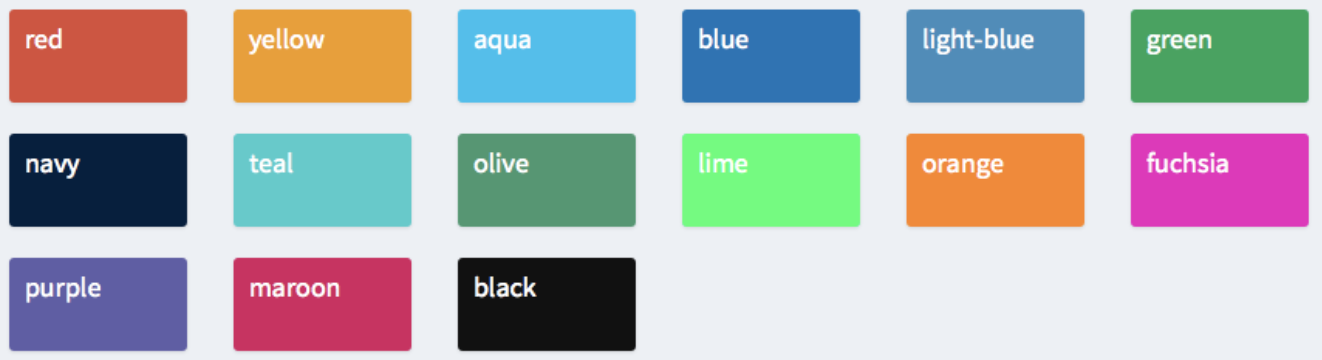 red yellow aqua blue light-blue green
navy teal olive lime orange fuchsia
purple maroon black